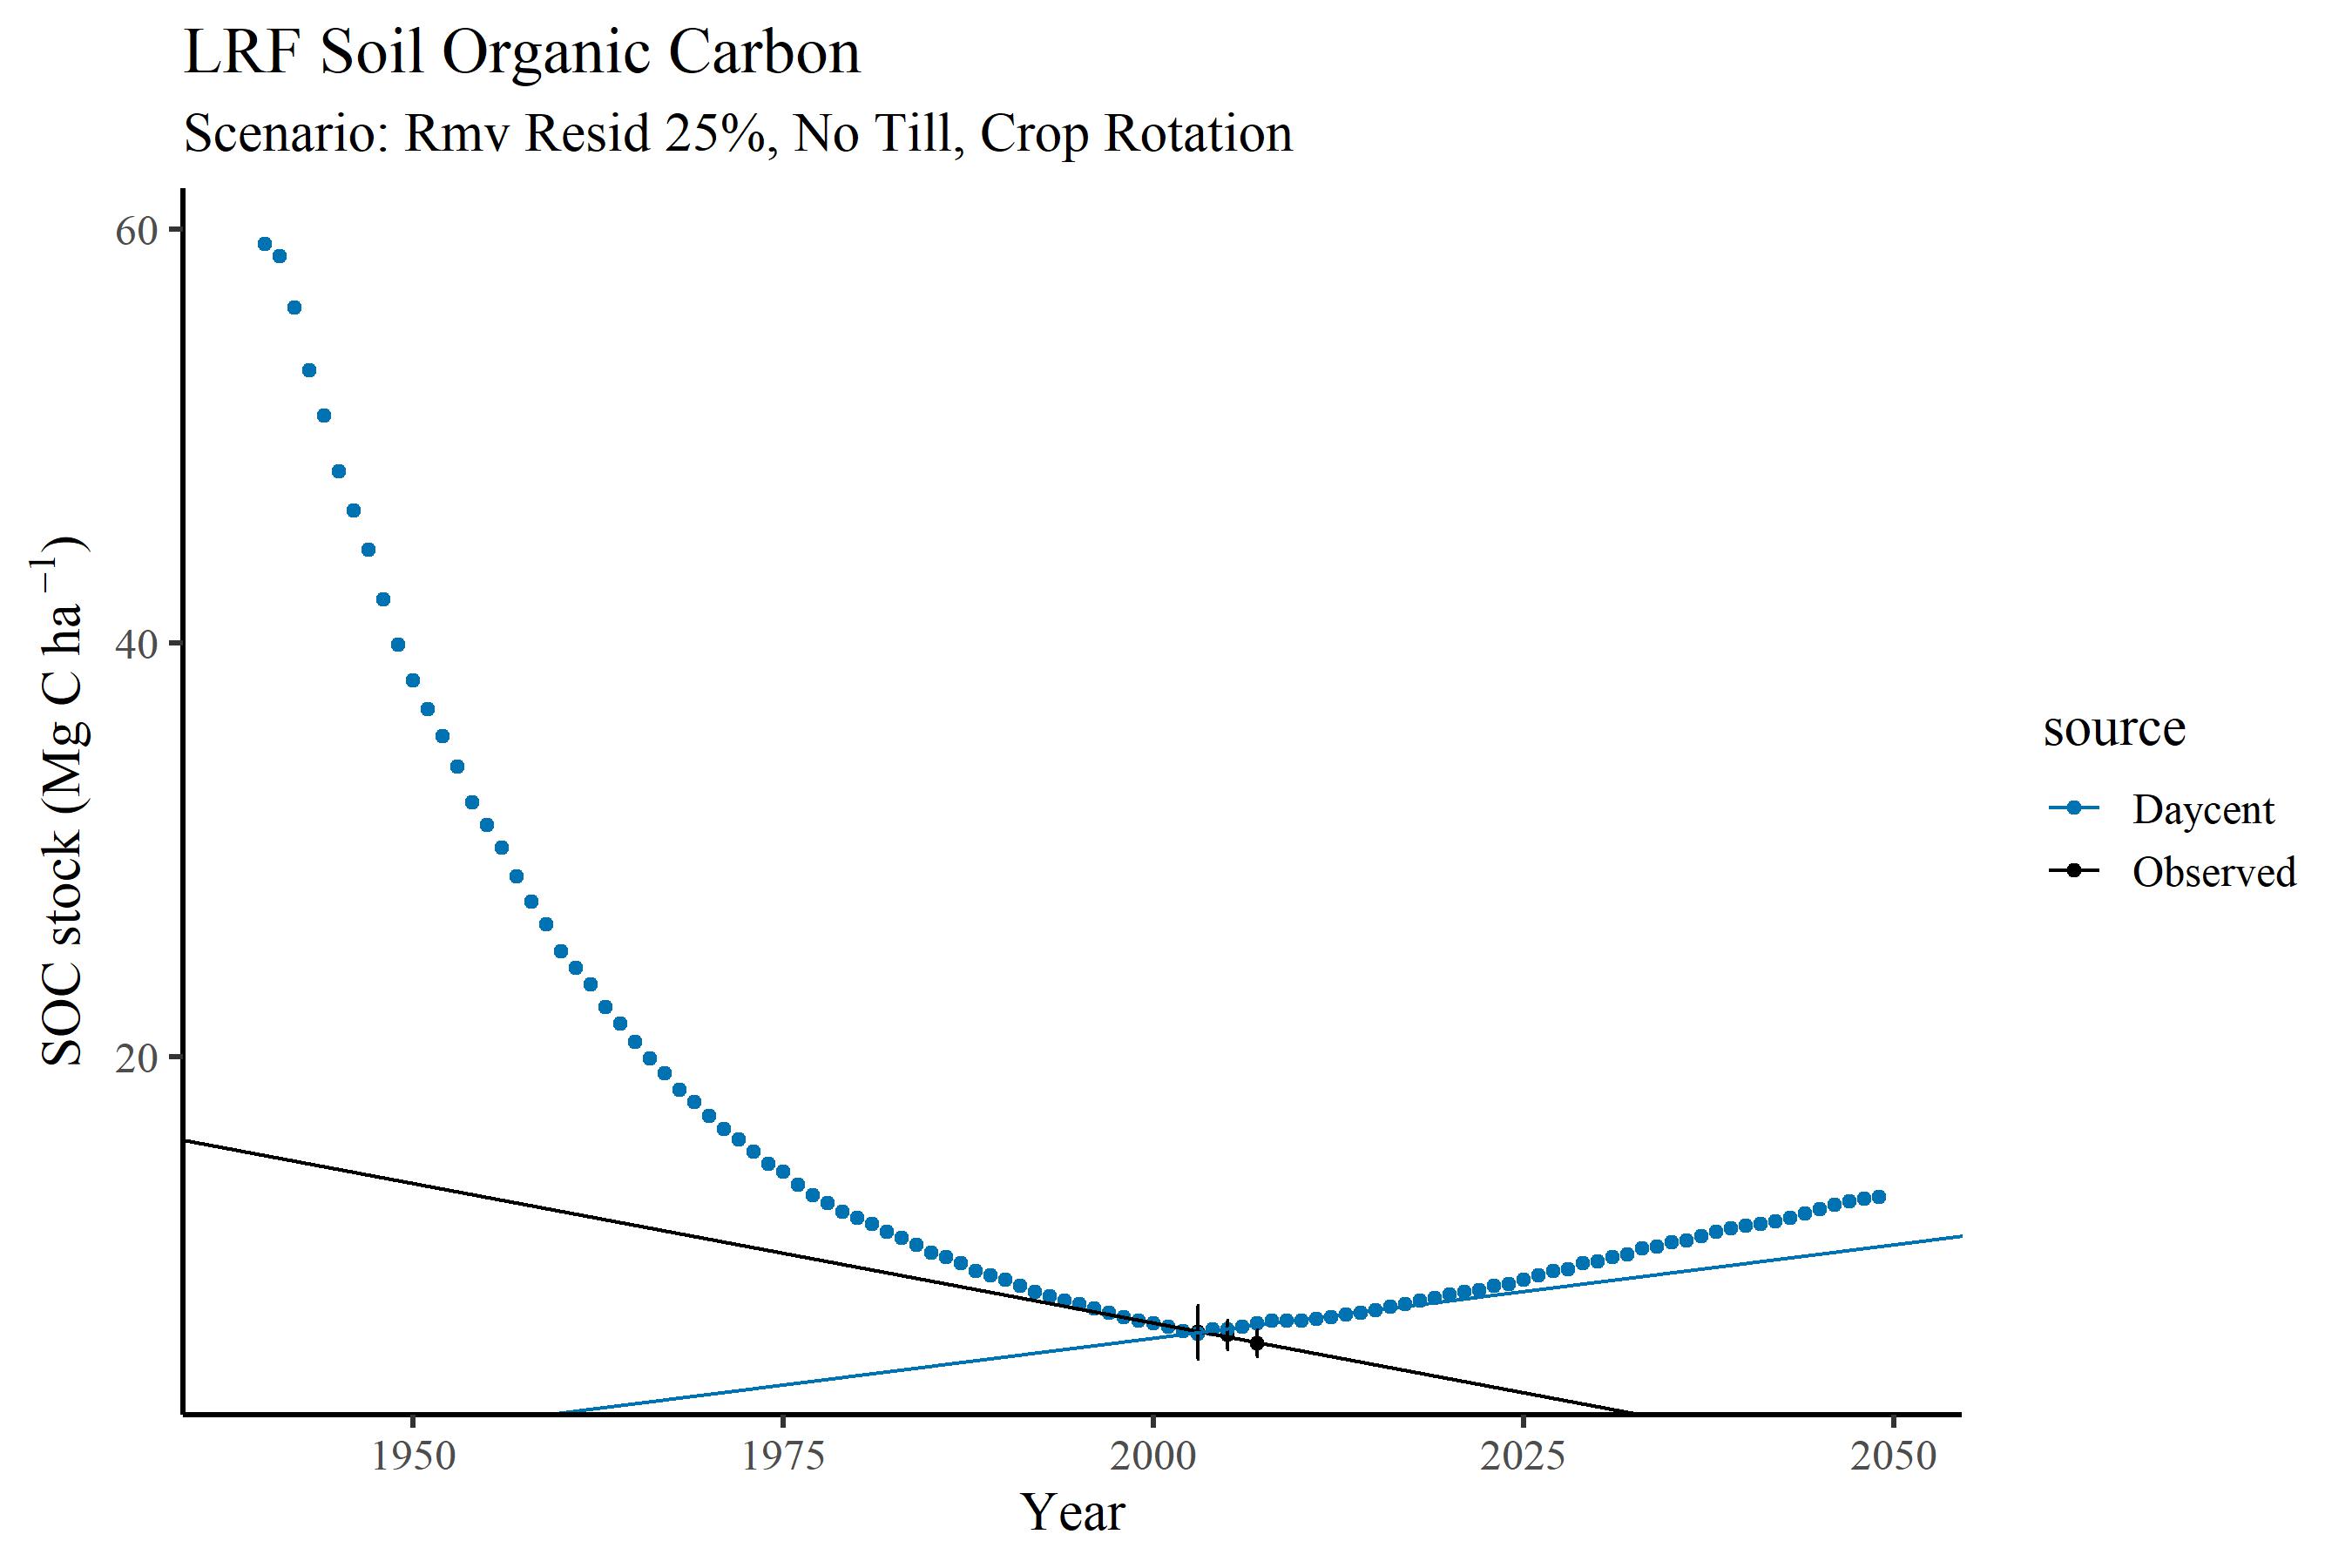 LRF Soil Organic Carbon
Scenario: Rmv Resid 25%, No Till, Crop Rotation
SOC stock (Mg C ha ⁻¹)
60
40
20
1950 1975 2000 2025 2050
Year
source
Daycent
Observed